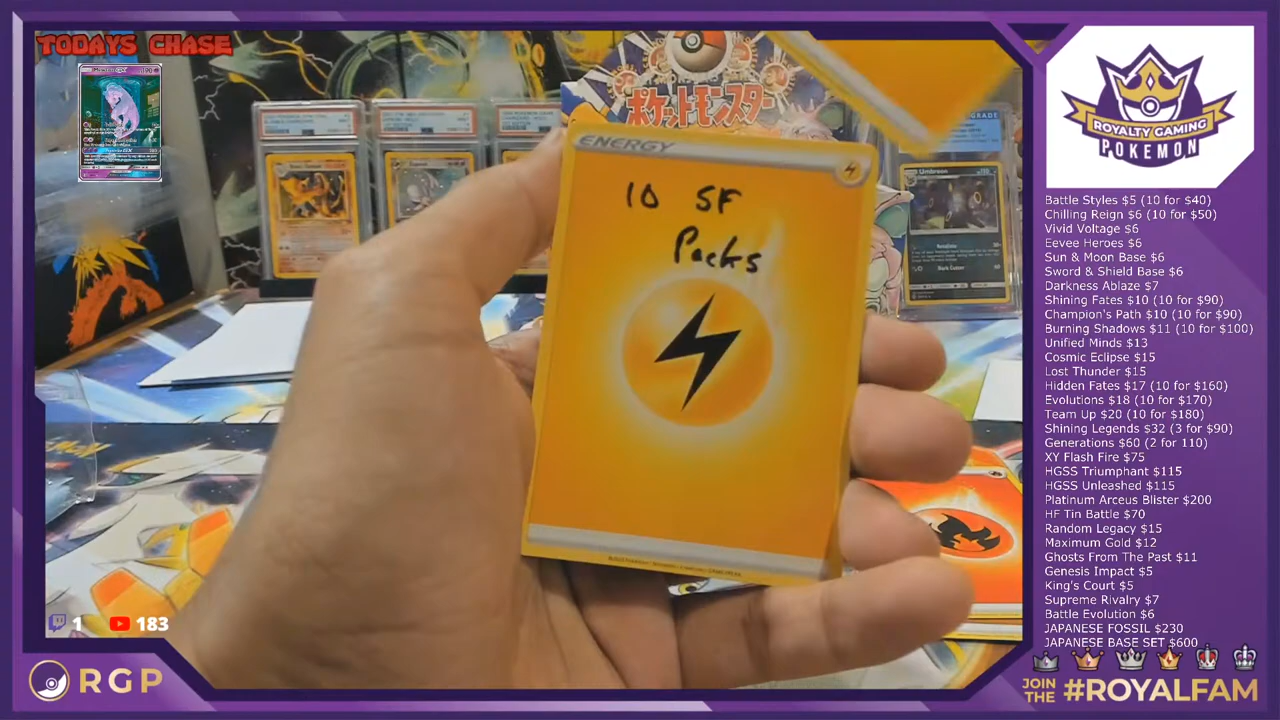 TODAYS CHASE
ENERGY
10 SF
Packs
ポケットモンスター
GRADE
Umbreon
ROYALTY GAMING
POKEMON
Battle Styles $5 (10 for $40)
Chilling Reign $6 (10 for $50)
Vivid Voltage $6
Eevee Heroes $6
Sun & Moon Base $6
Sword & Shield Base $6
Darkness Ablaze $7
Shining Fates $10 (10 for $90)
Champion's Path $10 (10 for $90)
Burning Shadows $11 (10 for $100)
Unified Minds $13
Cosmic Eclipse $15
Lost Thunder $15
Hidden Fates $17 (10 for $160)
Evolutions $18 (10 for $170)
Team Up $20 (10 for $180)
Shining Legends $32 (3 for $90)
Generations $60 (2 for 110)
XY Flash Fire $75
HGSS Triumphant $115
HGSS Unleashed $115
Platinum Arceus Blister $200
HF Tin Battle $70
Random Legacy $15
Maximum Gold $12
Ghosts From The Past $11
Genesis Impact $5
King's Court $5
Supreme Rivalry $7
Battle Evolution $6
JAPANESE FOSSIL $230
JAPANESE BASE SET $600
1 183
RGP
JOIN THE #ROYALFAM